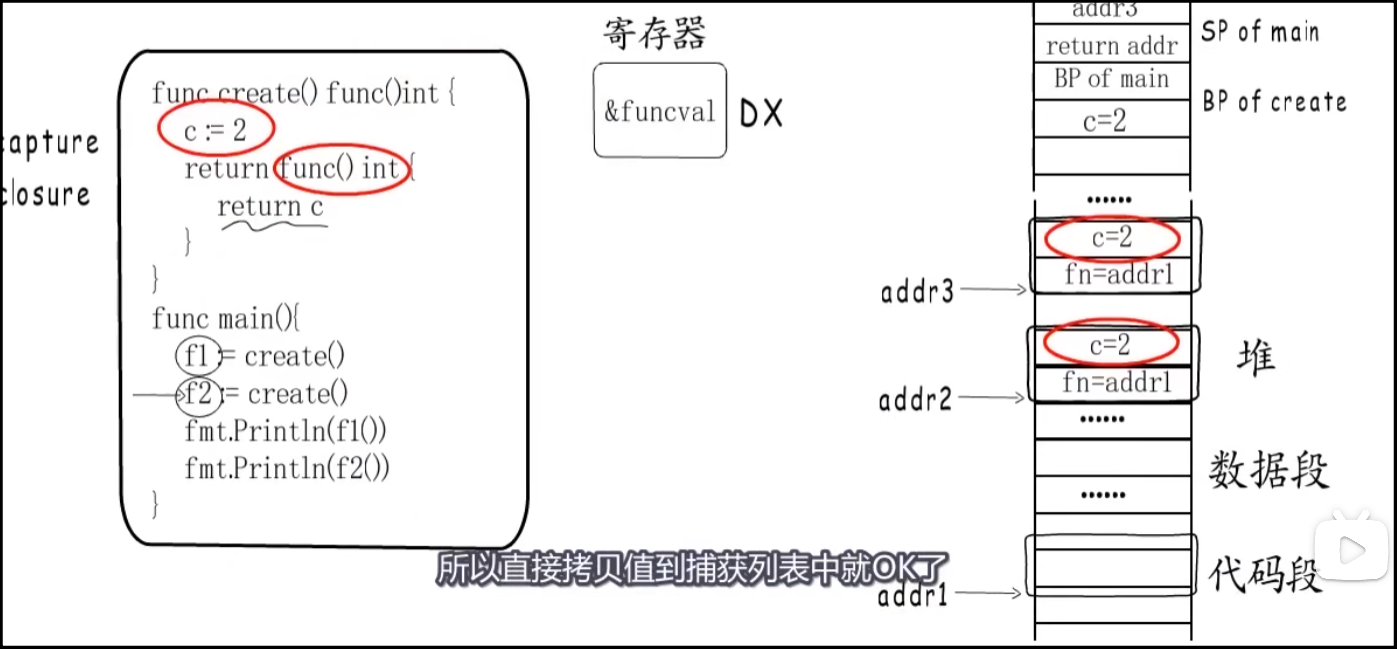 capture
closure
func create() func()int {
c := 2
return func() int {
return c
}
}
func main(){
f1 := create()
f2 := create()
fmt.Println(f1())
fmt.Println(f2())
}
寄存器
&funcval
DX
addr3
return addr
SP of main
BP of main
BP of create
c=2
......
c=2
fn=addr1
addr3
c=2
fn=addr1
addr2
堆
......
数据段
......
代码段
addr1
所以直接拷贝值到捕获列表中就OK了